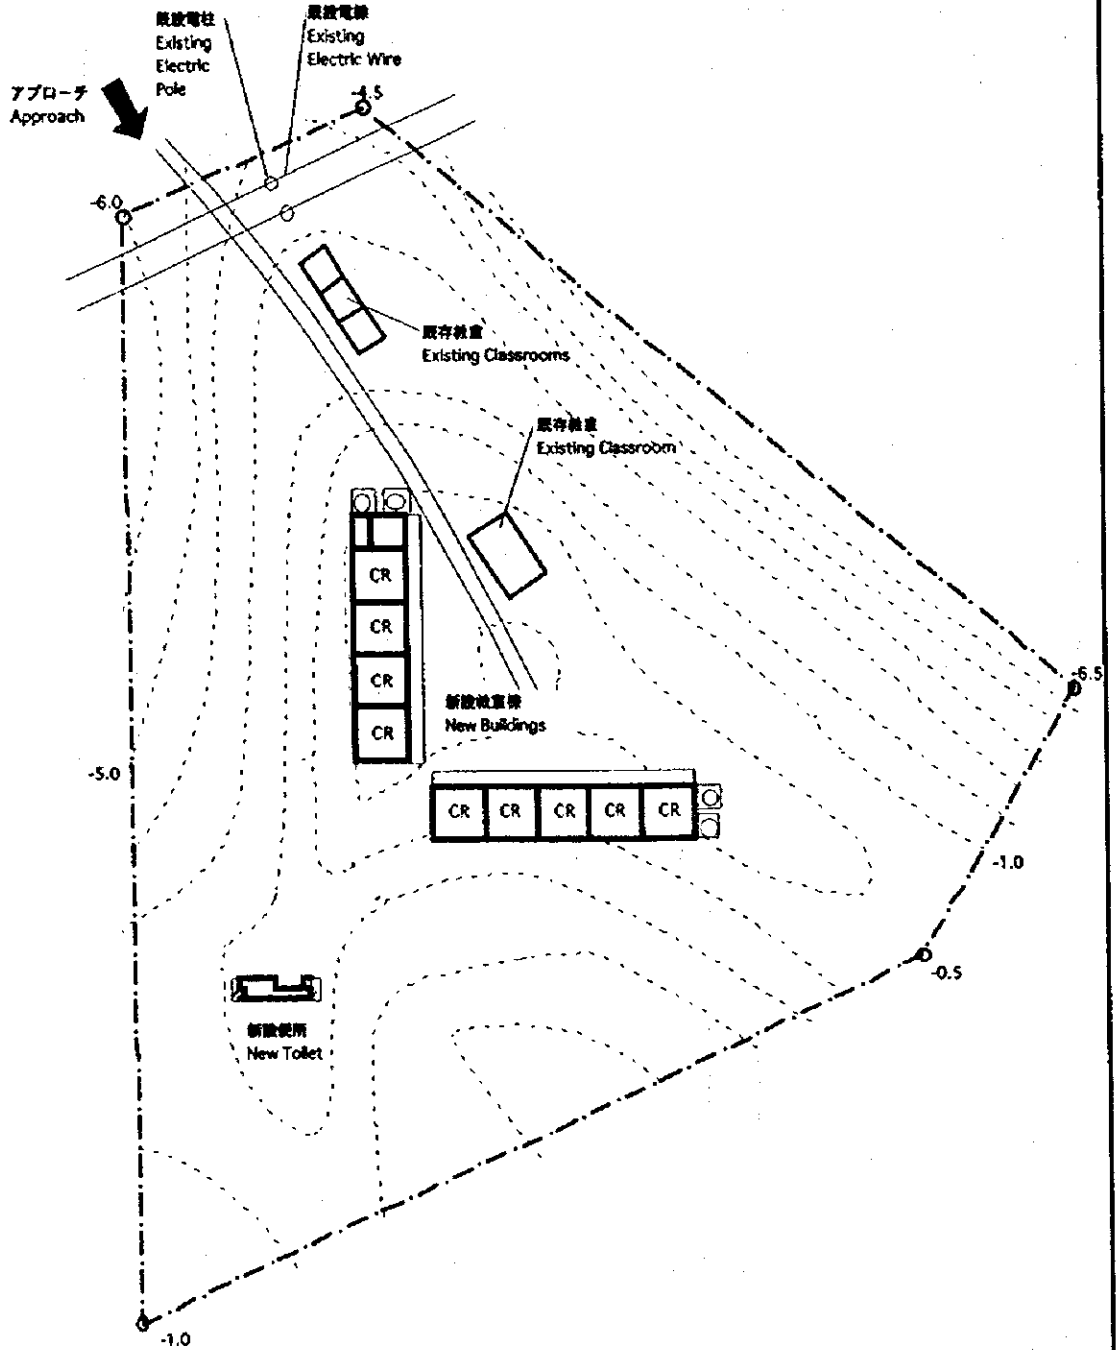 既設電柱
Existing
Electric
Pole
既設電線
Existing
Electric Wire
アプローチ
Approach
-4.5
-6.0
既存教室
Existing Classrooms
既存教室
Existing Classroom
CR
CR
CR
CR
新設教室棟
New Buildings
-6.5
-5.0
CR
CR
CR
CR
CR
-1.0
-0.5
新設便所
New Toilet
-1.0